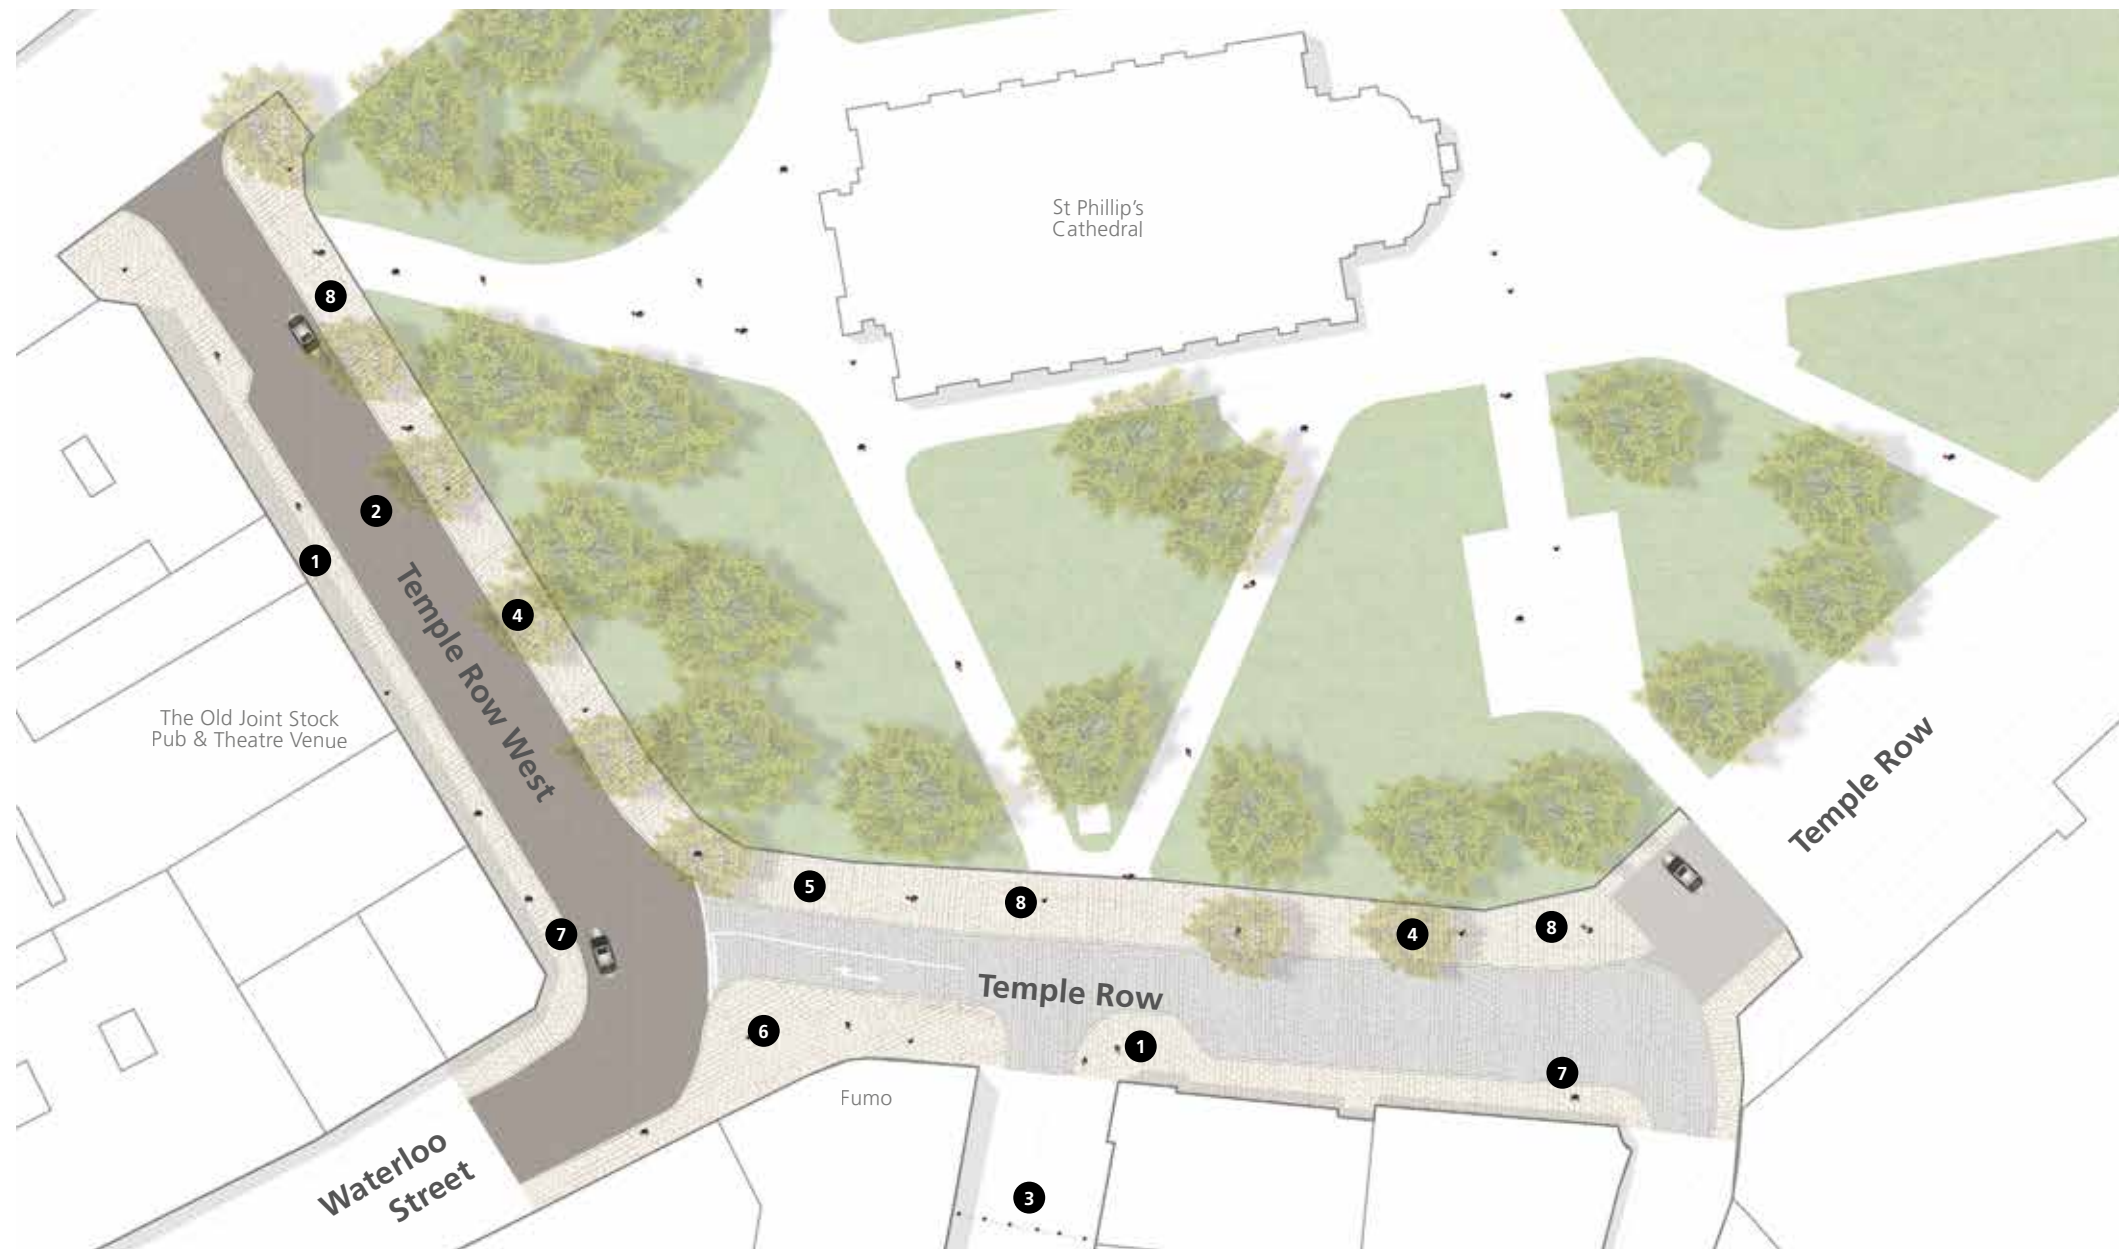 St Phillip's
Cathedral
8
2
1
4
Temple Row West
The Old Joint Stock
Pub & Theatre Venue
Temple Row
5
8
4
8
7
Temple Row
6
1
7
Fumo
Waterloo
Street
3